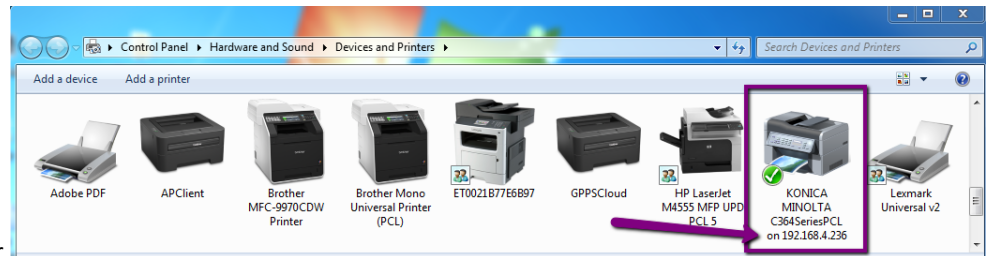 Control Panel ▸ Hardware and Sound ▸ Devices and Printers ▸
Search Devices and Printers
Add a device Add a printer
Adobe PDF
APClient
Brother
MFC-9970CDW
Printer
Brother Mono
Universal Printer
(PCL)
ET0021B77E6B97
GPPSCloud
HP LaserJet
M4555 MFP UPD
PCL 5
KONICA
MINOLTA
C364SeriesPCL
on 192.168.4.236
Lexmark
Universal v2